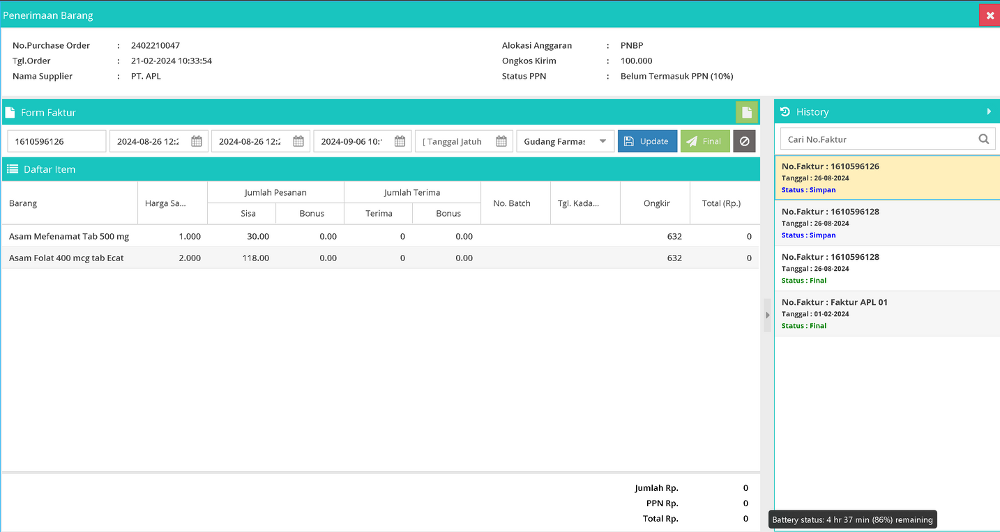 Penerimaan Barang
No.Purchase Order : 2402210047
Tgl.Order : 21-02-2024 10:33:54
Nama Supplier : PT. APL
Alokasi Anggaran : PNBP
Ongkos Kirim : 100.000
Status PPN : Belum Termasuk PPN (10%)
Form Faktur
1610596126 2024-08-26 12:2 2024-08-26 12:2 2024-09-06 10: [ Tanggal Jatuh Gudang Farmas Update Final
Daftar Item
Barang Harga Sa... Jumlah Pesanan Jumlah Terima No. Batch Tgl. Kada... Ongkir Total (Rp.)
Sisa Bonus Terima Bonus
Asam Mefenamat Tab 500 mg 1.000 30.00 0.00 0 0.00 632 0
Asam Folat 400 mcg tab Ecat 2.000 118.00 0.00 0 0.00 632 0
Jumlah Rp. 0
PPN Rp. 0
Total Rp. 0
History
Cari No.Faktur
No.Faktur : 1610596126
Tanggal : 26-08-2024
Status : Simpan
No.Faktur : 1610596128
Tanggal : 26-08-2024
Status : Simpan
No.Faktur : 1610596128
Tanggal : 26-08-2024
Status : Final
No.Faktur : Faktur APL 01
Tanggal : 01-02-2024
Status : Final
Battery status: 4 hr 37 min (86%) remaining